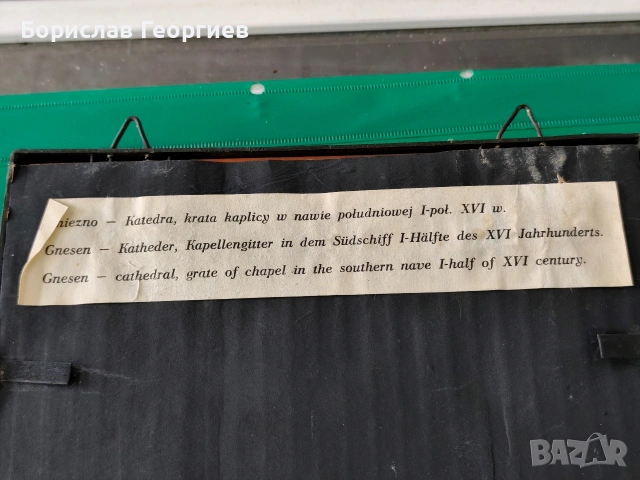 Борислав Георгиев
niezno — Katedra, krata kaplicy w nawie południowej I-poł. XVI w.
Gnesen — Katheder, Kapellengitter in dem Südschiff I-Hälfte des XVI Jahrhunderts.
Gnesen — cathedral, grate of chapel in the southern nave I-half of XVI century.
BAZAR